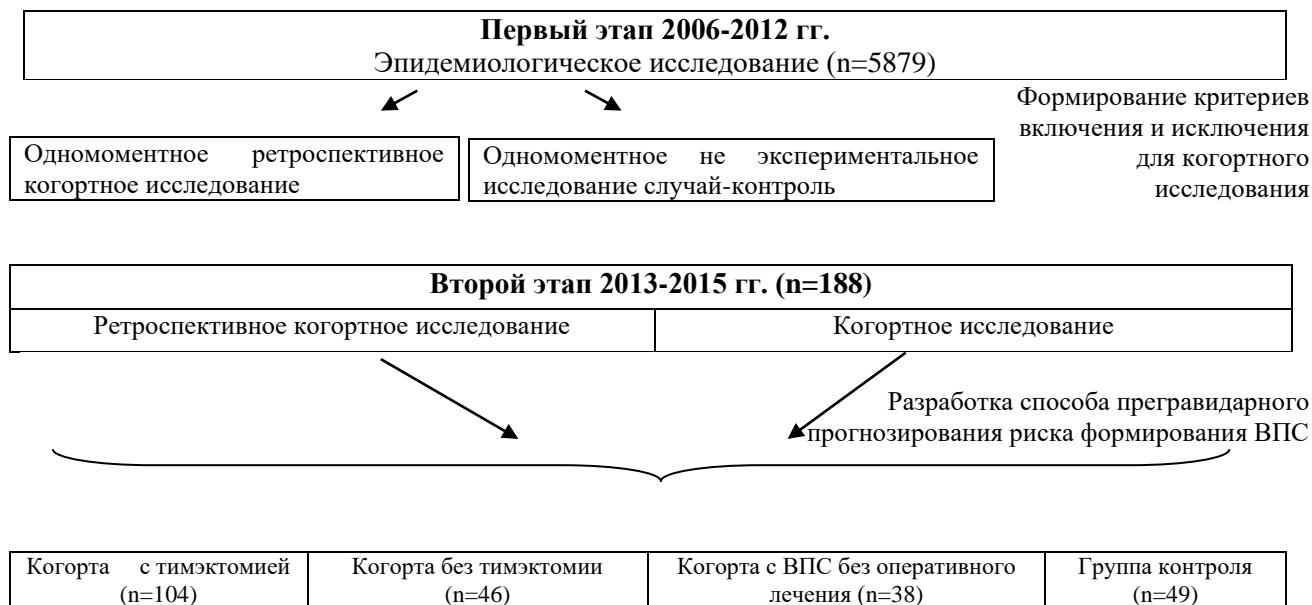 Первый этап 2006-2012 гг.
Эпидемиологическое исследование (n=5879)
Формирование критериев
включения и исключения
для когортного
исследования
Одномоментное ретроспективное
когортное исследование
Одномоментное не экспериментальное
исследование случай-контроль
Второй этап 2013-2015 гг. (n=188)
Ретроспективное когортное исследование
Когортное исследование
Разработка способа прегравидарного
прогнозирования риска формирования ВПС
Когорта с тимэктомией
(n=104)
Когорта без тимэктомии
(n=46)
Когорта с ВПС без оперативного
лечения (n=38)
Группа контроля
(n=49)